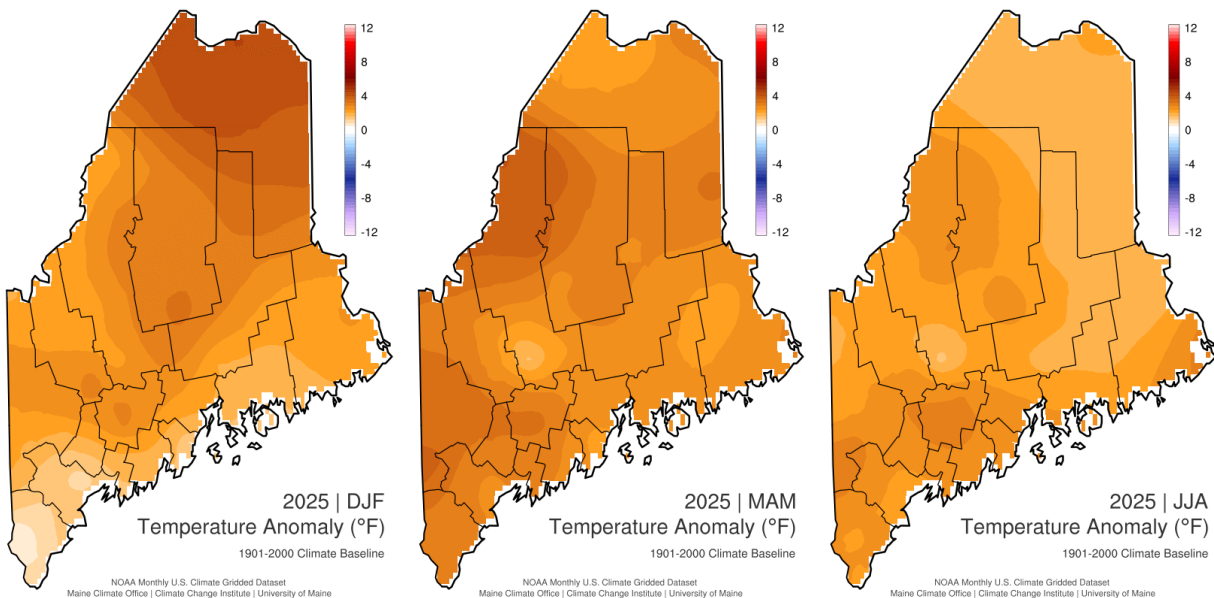 12
8
4
0
-4
-8
-12
2025 | DJF
Temperature Anomaly (°F)
1901-2000 Climate Baseline
NOAA Monthly U.S. Climate Gridded Dataset
Maine Climate Office | Climate Change Institute | University of Maine
12
8
4
0
-4
-8
-12
2025 | MAM
Temperature Anomaly (°F)
1901-2000 Climate Baseline
NOAA Monthly U.S. Climate Gridded Dataset
Maine Climate Office | Climate Change Institute | University of Maine
12
8
4
0
-4
-8
-12
2025 | JJA
Temperature Anomaly (°F)
1901-2000 Climate Baseline
NOAA Monthly U.S. Climate Gridded Dataset
Maine Climate Office | Climate Change Institute | University of Maine